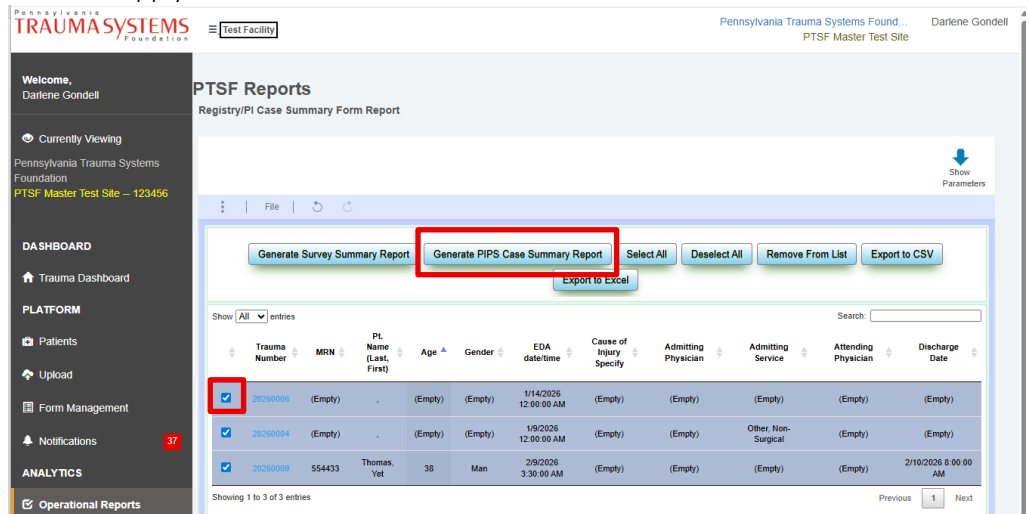 Pennsylvania
TRAUMA SYSTEMS
Foundation
Test Facility
Pennsylvania Trauma Systems Found...
PTSF Master Test Site
Darlene Gondell
Welcome,
Darlene Gondell
Currently Viewing
Pennsylvania Trauma Systems
Foundation
PTSF Master Test Site -- 123456
DASHBOARD
Trauma Dashboard
PLATFORM
Patients
Upload
Form Management
Notifications 37
ANALYTICS
Operational Reports
PTSF Reports
Registry/PI Case Summary Form Report
Show
Parameters
File
Generate Survey Summary Report Generate PIPS Case Summary Report Select All Deselect All Remove From List Export to CSV
Export to Excel
Show All entries Search:
Trauma Number MRN Pt. Name (Last, First) Age Gender EDA date/time Cause of Injury Specify Admitting Physician Admitting Service Attending Physician Discharge Date
20260006 (Empty) , (Empty) (Empty) 1/14/2026 12:00:00 AM (Empty) (Empty) (Empty) (Empty) (Empty)
20260004 (Empty) , (Empty) (Empty) 1/9/2026 12:00:00 AM (Empty) (Empty) Other, Non-Surgical (Empty) (Empty)
20260009 554433 Thomas, Yet 38 Man 2/9/2026 3:30:00 AM (Empty) (Empty) (Empty) (Empty) 2/10/2026 8:00:00 AM
Showing 1 to 3 of 3 entries Previous 1 Next